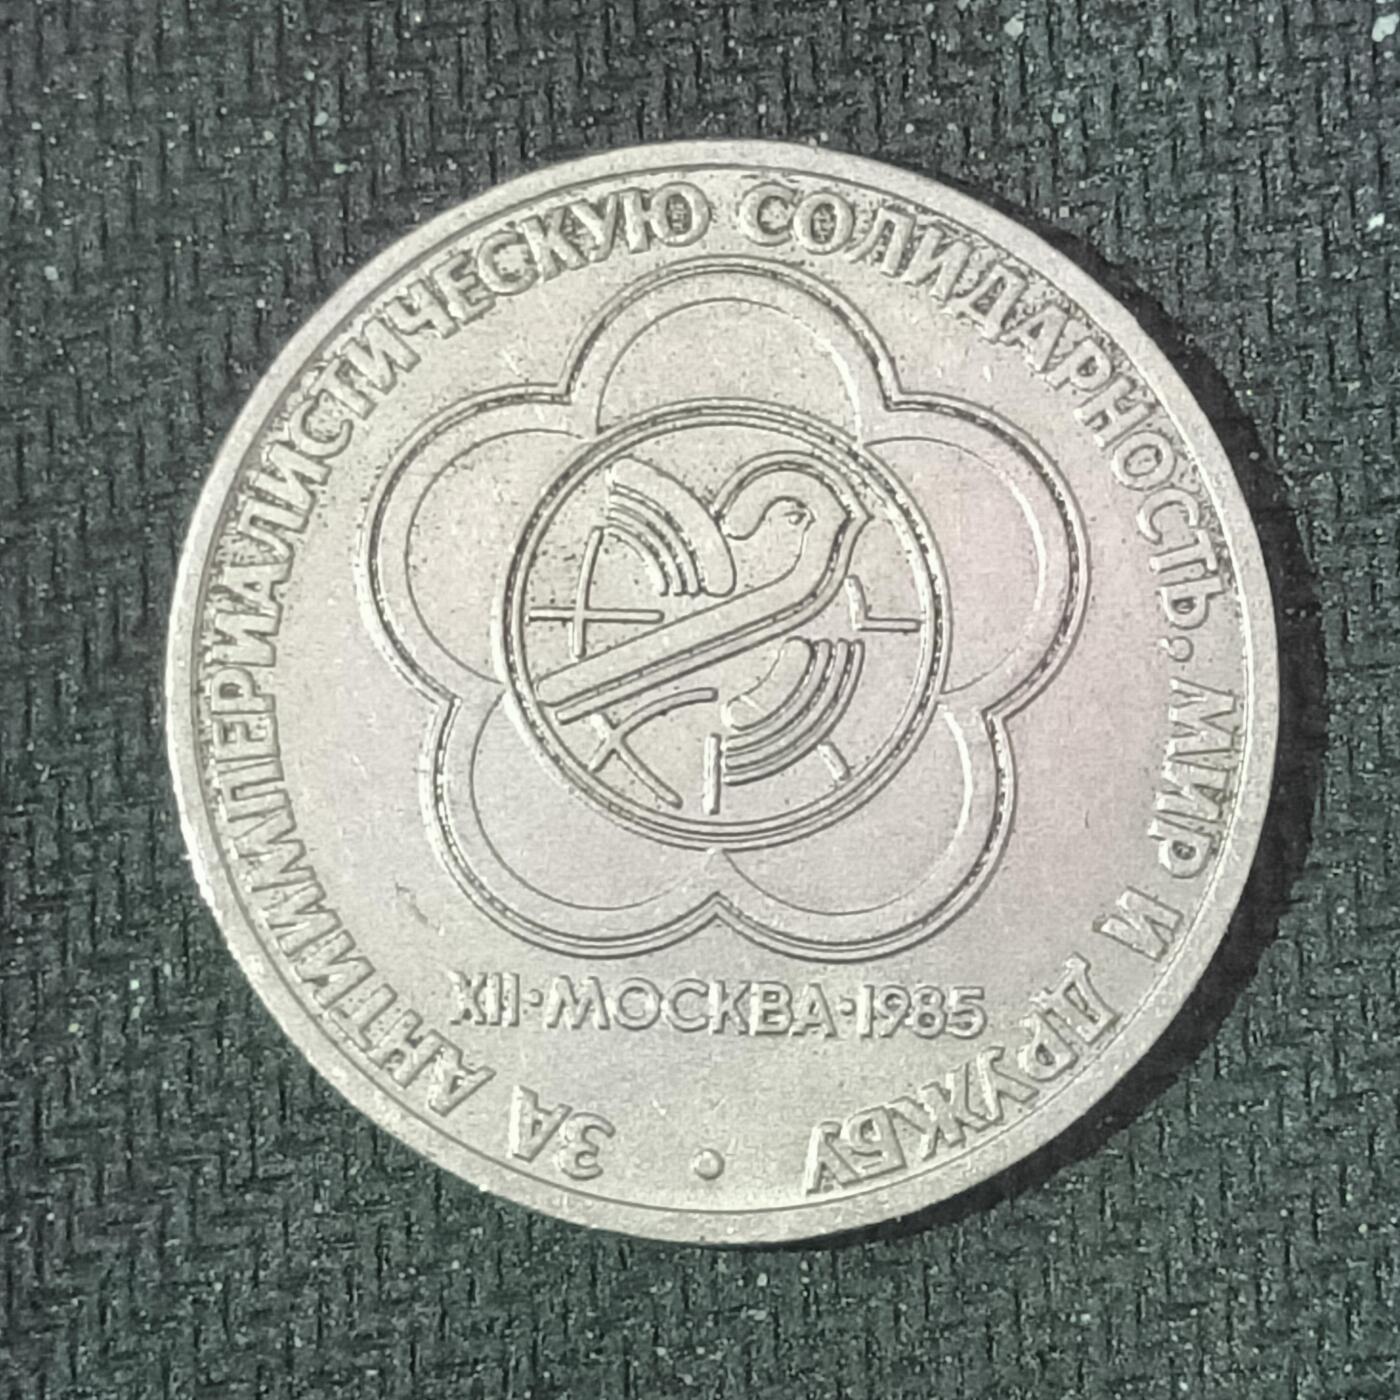 ЗА АНТИИМПЕРИАЛИСТИЧЕСКУЮ СОЛИДАРНОСТЬ, МИР И ДРУЖБУ
XII·МОСКВА·1985